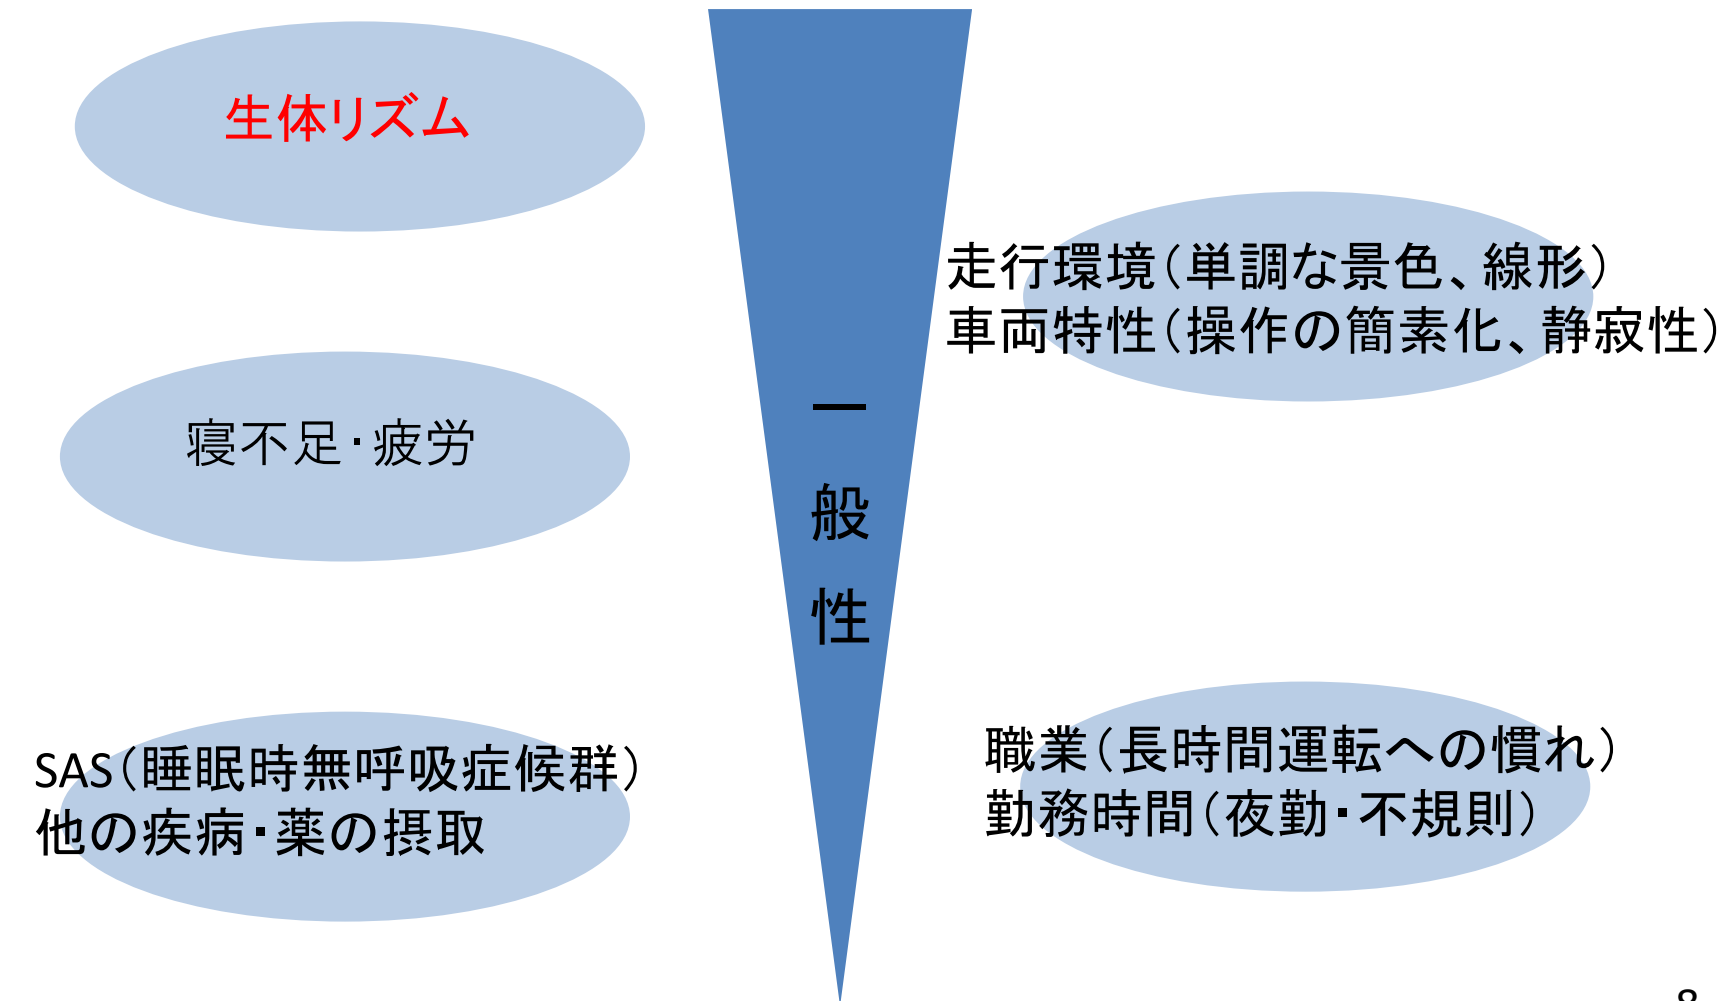 生体リズム
走行環境（単調な景色、線形）
車両特性（操作の簡素化、静寂性）
寝不足・疲労
一
般
性
SAS（睡眠時無呼吸症候群）
他の疾病・薬の摂取
職業（長時間運転への慣れ）
勤務時間（夜勤・不規則）